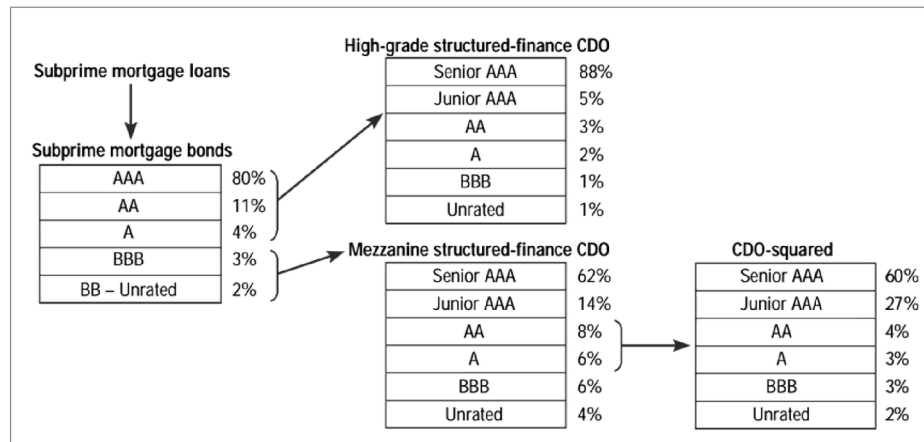 Subprime mortgage loans
Subprime mortgage bonds
AAA 80%
AA 11%
A 4%
BBB 3%
BB – Unrated 2%
High-grade structured-finance CDO
Senior AAA 88%
Junior AAA 5%
AA 3%
A 2%
BBB 1%
Unrated 1%
Mezzanine structured-finance CDO
Senior AAA 62%
Junior AAA 14%
AA 8%
A 6%
BBB 6%
Unrated 4%
CDO-squared
Senior AAA 60%
Junior AAA 27%
AA 4%
A 3%
BBB 3%
Unrated 2%